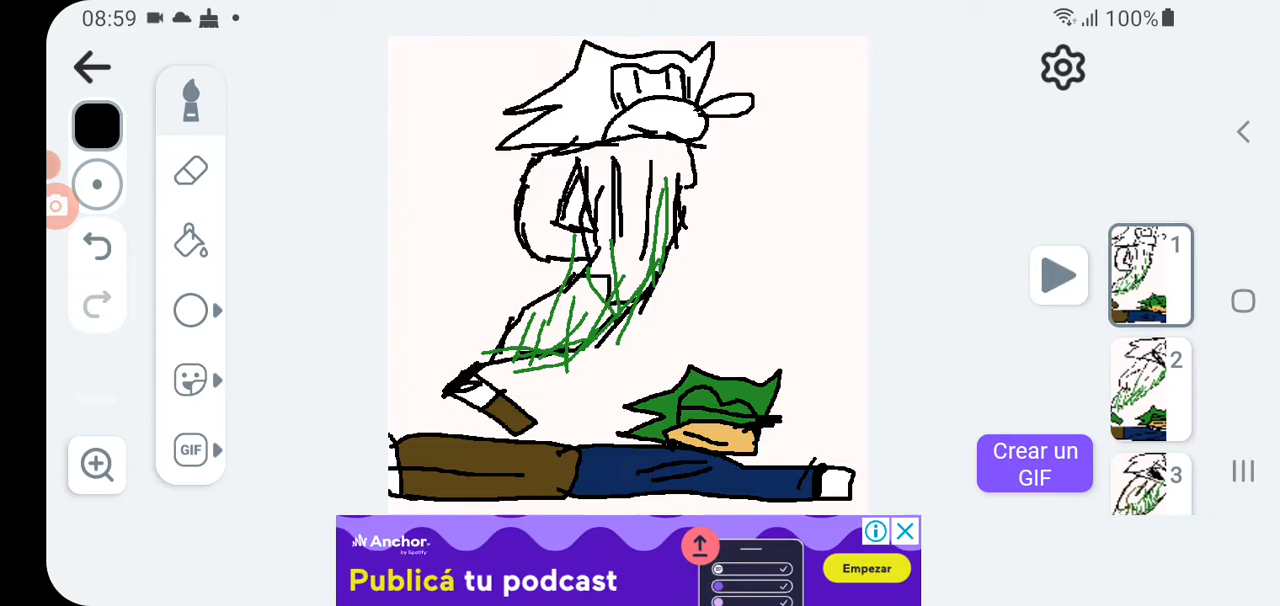 08:59
100%
1
2
3
GIF
Crear un
GIF
Anchor
by Spotify
Publicá tu podcast
Empezar